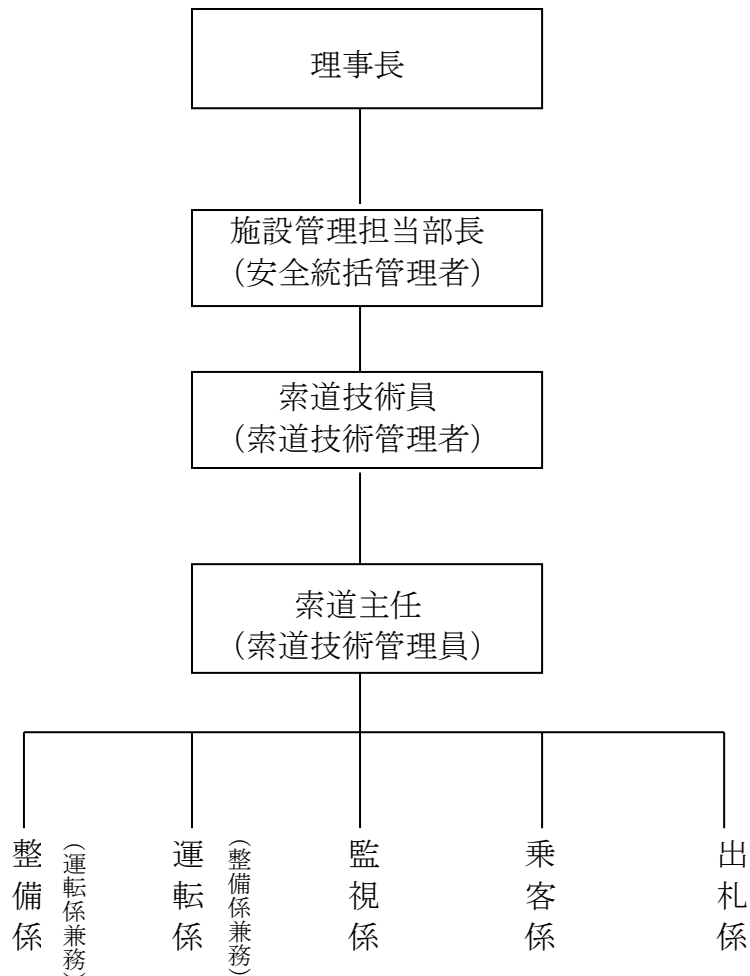 理事長
施設管理担当部長
（安全統括管理者）
索道技術員
（索道技術管理者）
索道主任
（索道技術管理員）
整備係
（運転係兼務）
運転係
（整備係兼務）
監視係
乗客係
出札係